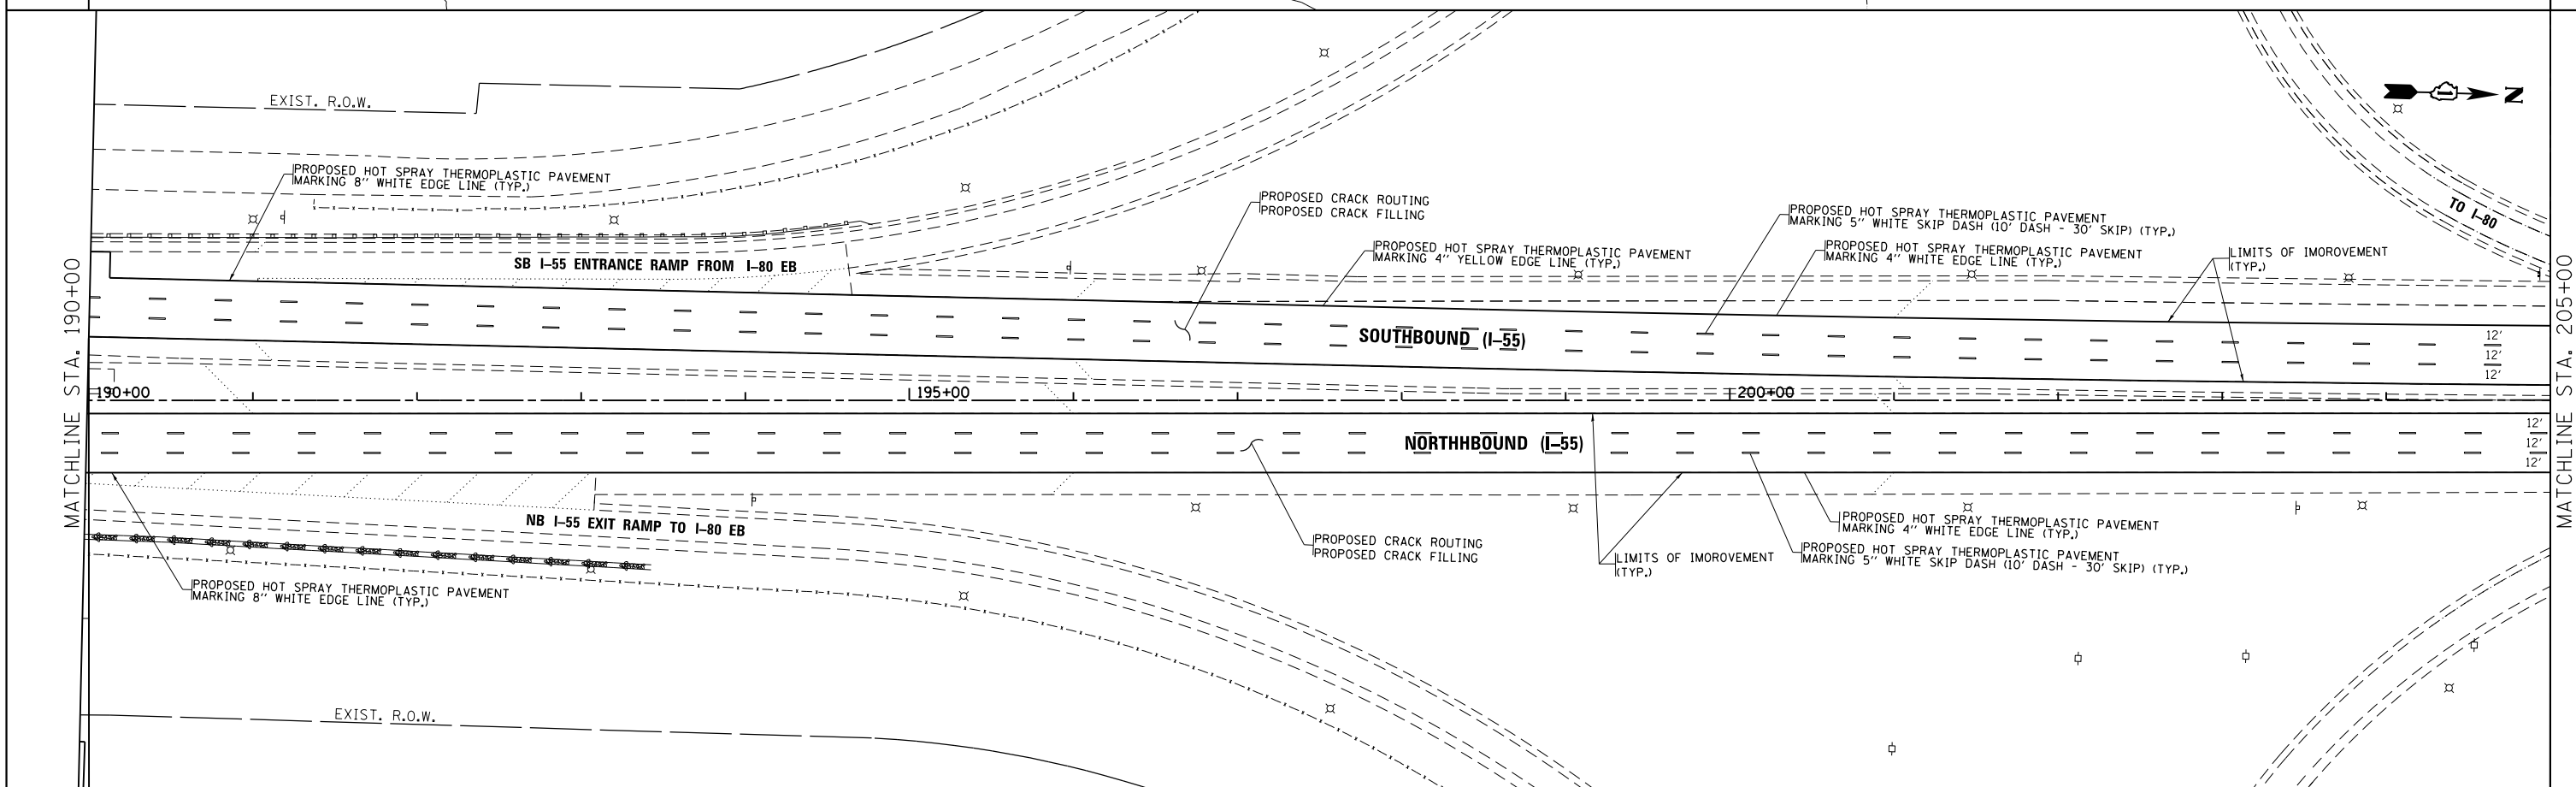 EXIST. R.O.W.
N
PROPOSED HOT SPRAY THERMOPLASTIC PAVEMENT
MARKING 8" WHITE EDGE LINE (TYP.)
PROPOSED CRACK ROUTING
PROPOSED CRACK FILLING
PROPOSED HOT SPRAY THERMOPLASTIC PAVEMENT
MARKING 5" WHITE SKIP DASH (10' DASH - 30' SKIP) (TYP.)
TO I-80
PROPOSED HOT SPRAY THERMOPLASTIC PAVEMENT
MARKING 4" YELLOW EDGE LINE (TYP.)
PROPOSED HOT SPRAY THERMOPLASTIC PAVEMENT
MARKING 4" WHITE EDGE LINE (TYP.)
LIMITS OF IMOROVEMENT
(TYP.)
SB I-55 ENTRANCE RAMP FROM I-80 EB
MATCHLINE STA. 190+00
MATCHLINE STA. 205+00
SOUTHBOUND (I-55)
12'
12'
12'
190+00
195+00
200+00
NORTHHBOUND (I-55)
12'
12'
12'
NB I-55 EXIT RAMP TO I-80 EB
PROPOSED CRACK ROUTING
PROPOSED CRACK FILLING
LIMITS OF IMOROVEMENT
(TYP.)
PROPOSED HOT SPRAY THERMOPLASTIC PAVEMENT
MARKING 4" WHITE EDGE LINE (TYP.)
PROPOSED HOT SPRAY THERMOPLASTIC PAVEMENT
MARKING 5" WHITE SKIP DASH (10' DASH - 30' SKIP) (TYP.)
PROPOSED HOT SPRAY THERMOPLASTIC PAVEMENT
MARKING 8" WHITE EDGE LINE (TYP.)
EXIST. R.O.W.